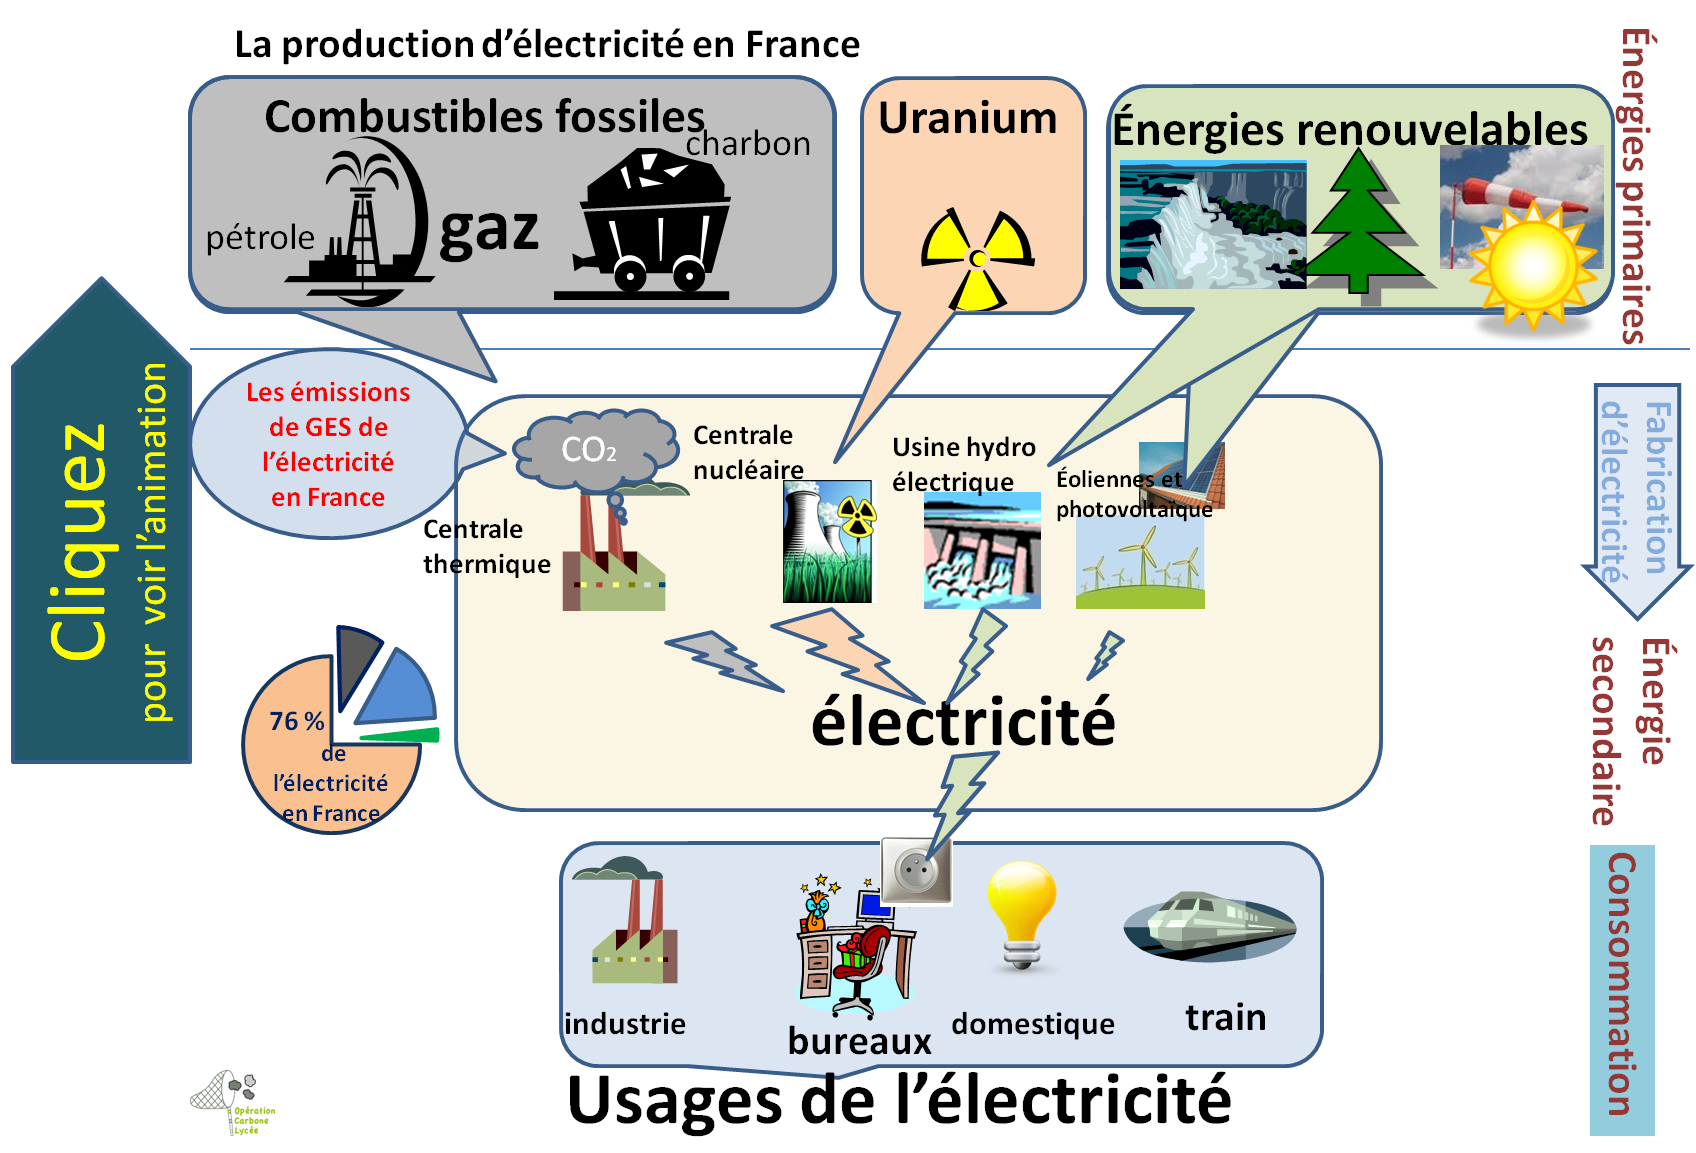 La production d’électricité en France
Combustibles fossiles
charbon
pétrole
gaz
Uranium
Énergies renouvelables
Énergies primaires
Cliquez
pour voir l’animation
Les émissions
de GES de
l’électricité
en France
CO2
Centrale
thermique
Centrale
nucléaire
Usine hydro
électrique
Éoliennes et
photovoltaïque
Fabrication
d’électricité
76 %
de
l’électricité
en France
électricité
Énergie
secondaire
industrie
bureaux
domestique
train
Consommation
Usages de l’électricité
Opération
Carbone
Lycée